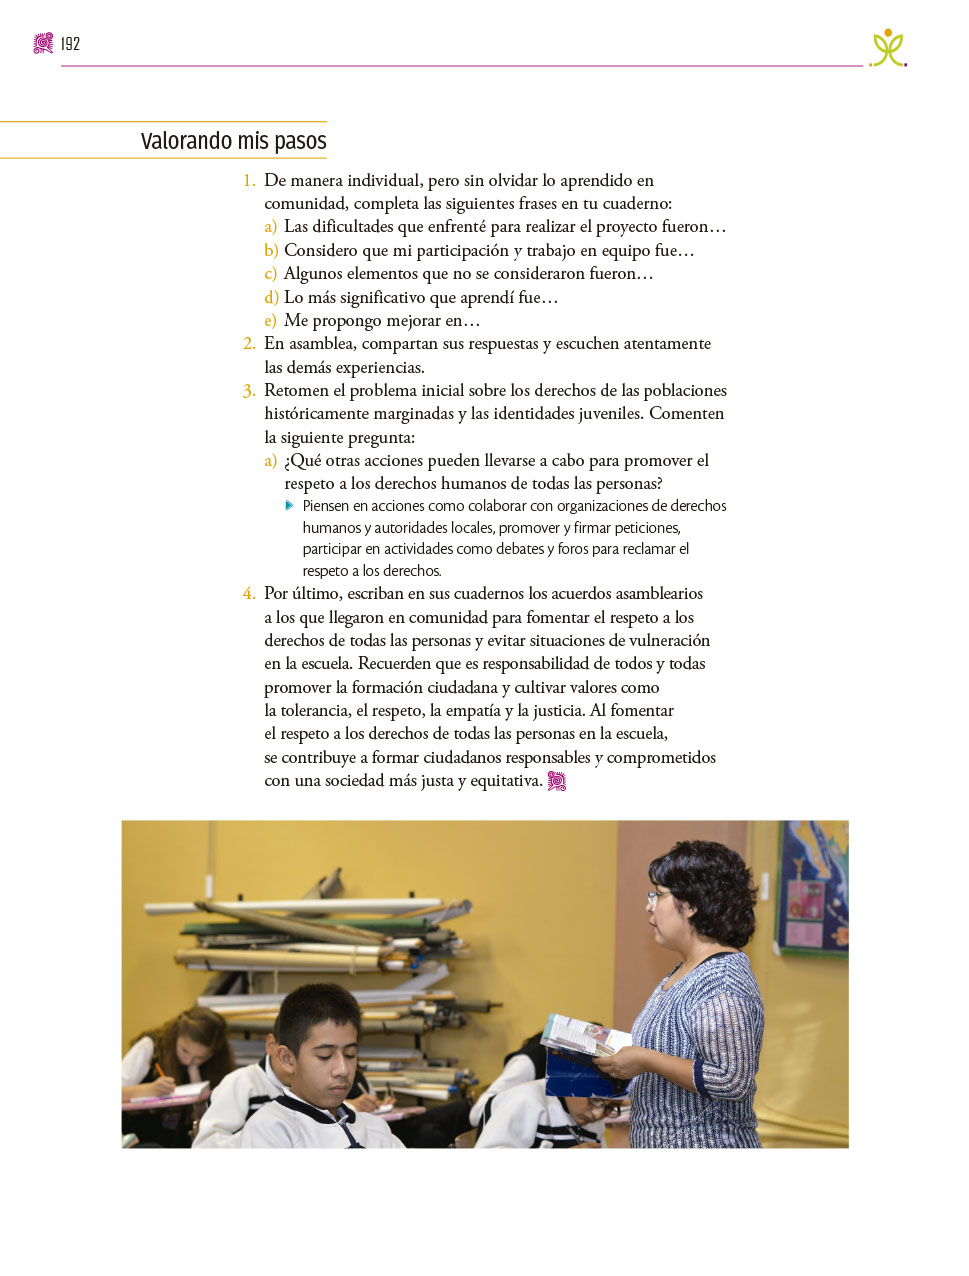 192
Valorando mis pasos
1. De manera individual, pero sin olvidar lo aprendido en
comunidad, completa las siguientes frases en tu cuaderno:
a) Las dificultades que enfrenté para realizar el proyecto fueron…
b) Considero que mi participación y trabajo en equipo fue…
c) Algunos elementos que no se consideraron fueron…
d) Lo más significativo que aprendí fue…
e) Me propongo mejorar en…
2. En asamblea, compartan sus respuestas y escuchen atentamente
las demás experiencias.
3. Retomen el problema inicial sobre los derechos de las poblaciones
históricamente marginadas y las identidades juveniles. Comenten
la siguiente pregunta:
a) ¿Qué otras acciones pueden llevarse a cabo para promover el
respeto a los derechos humanos de todas las personas?
Piensen en acciones como colaborar con organizaciones de derechos
humanos y autoridades locales, promover y firmar peticiones,
participar en actividades como debates y foros para reclamar el
respeto a los derechos.
4. Por último, escriban en sus cuadernos los acuerdos asamblearios
a los que llegaron en comunidad para fomentar el respeto a los
derechos de todas las personas y evitar situaciones de vulneración
en la escuela. Recuerden que es responsabilidad de todos y todas
promover la formación ciudadana y cultivar valores como
la tolerancia, el respeto, la empatía y la justicia. Al fomentar
el respeto a los derechos de todas las personas en la escuela,
se contribuye a formar ciudadanos responsables y comprometidos
con una sociedad más justa y equitativa.